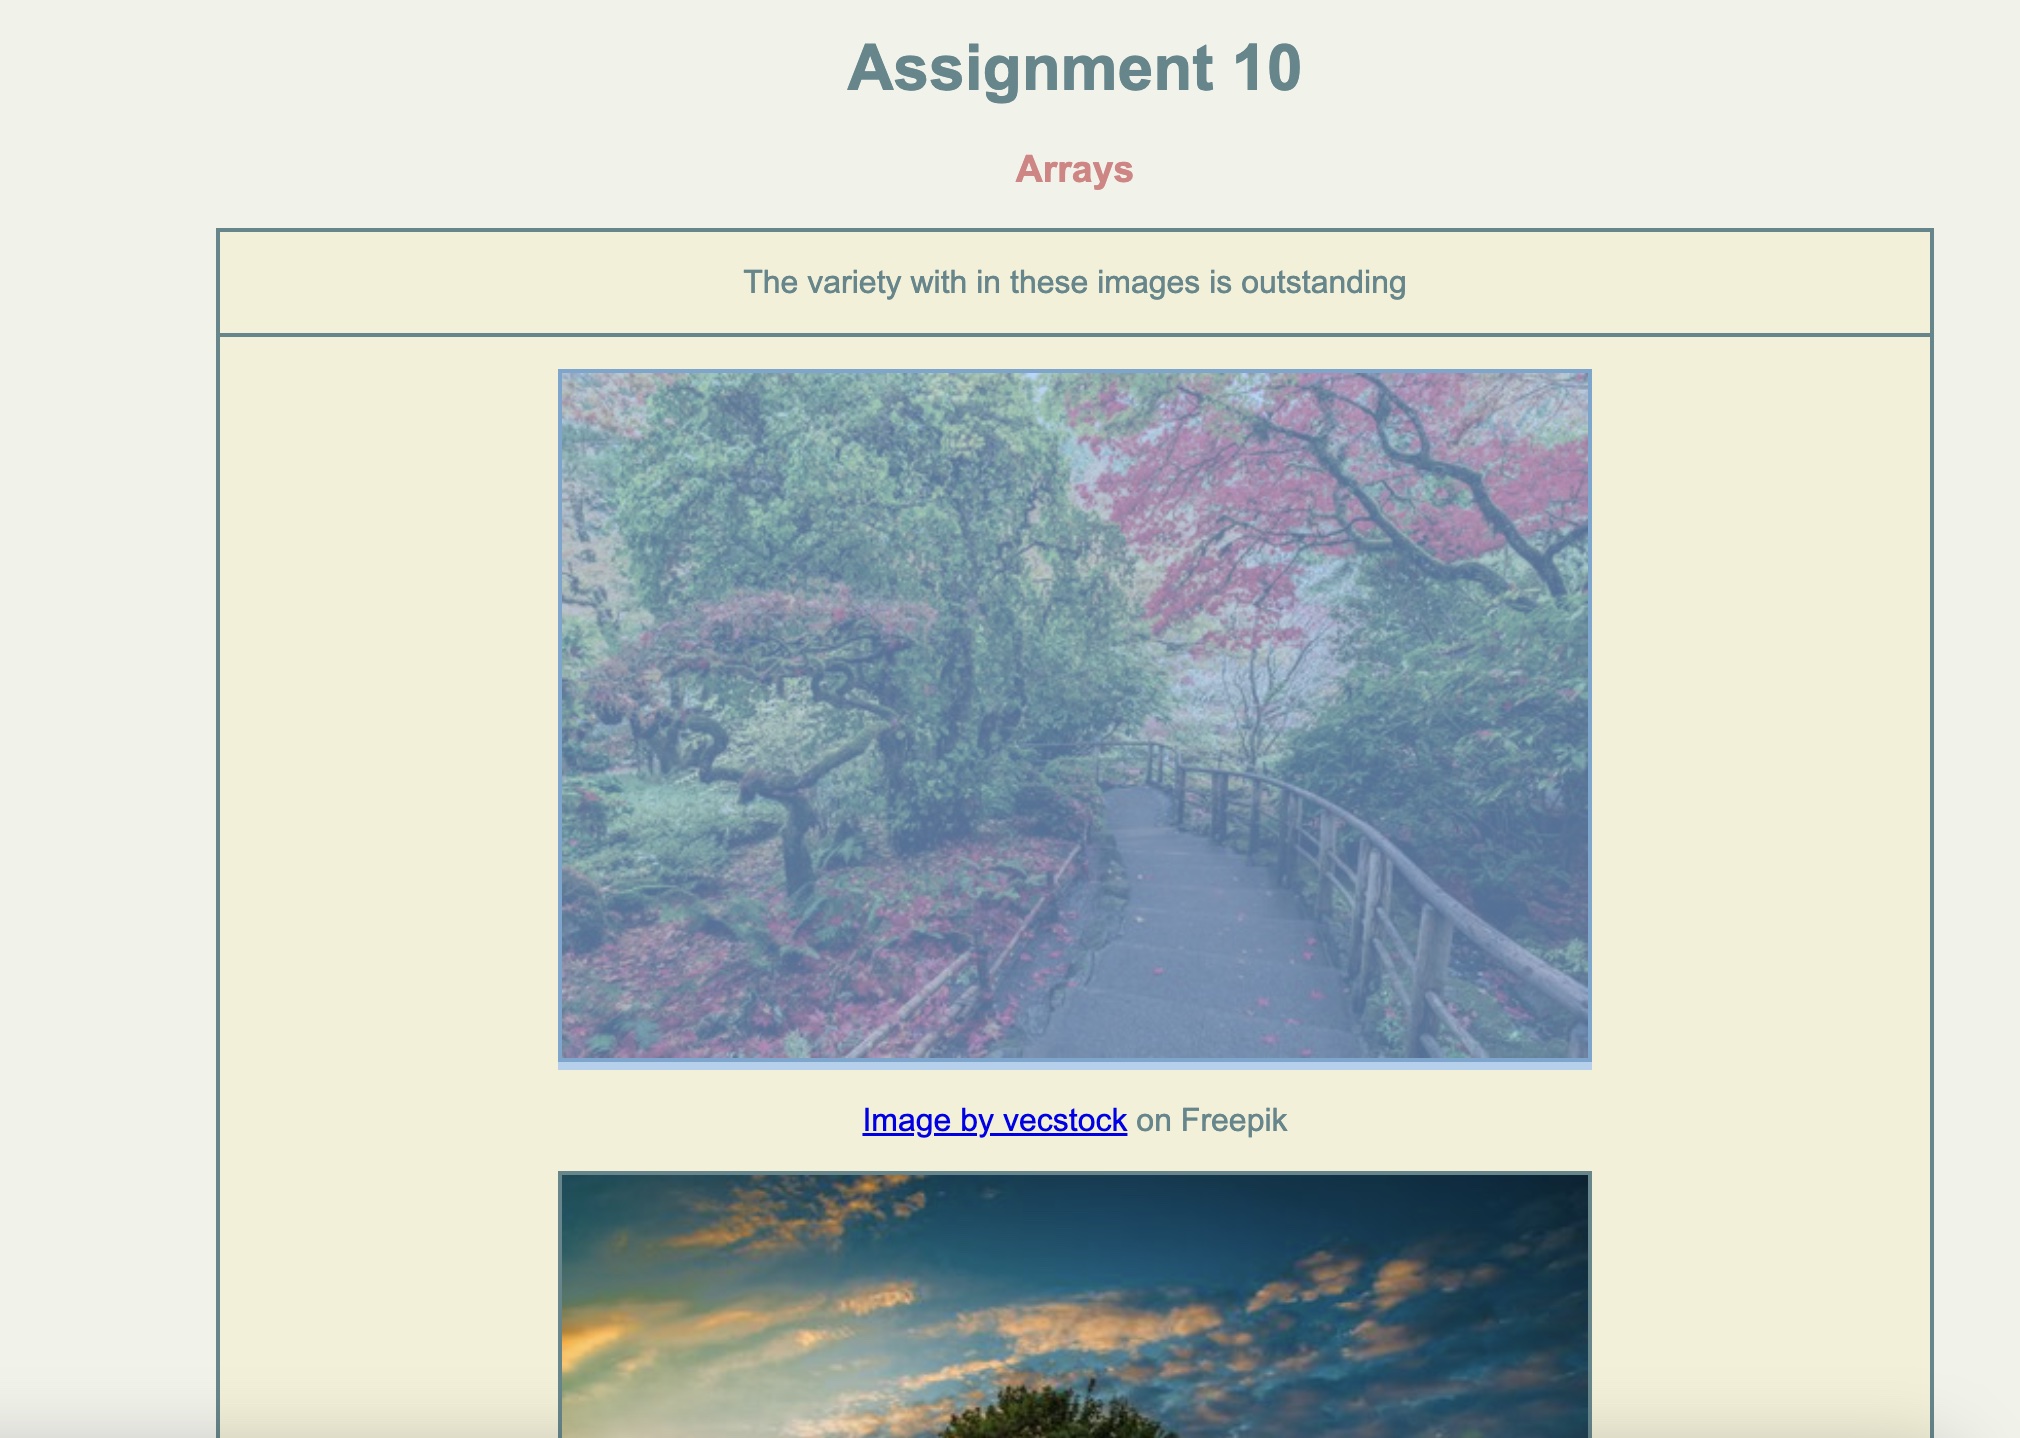 Assignment 10
Arrays
The variety with in these images is outstanding
Image by vecstock on Freepik